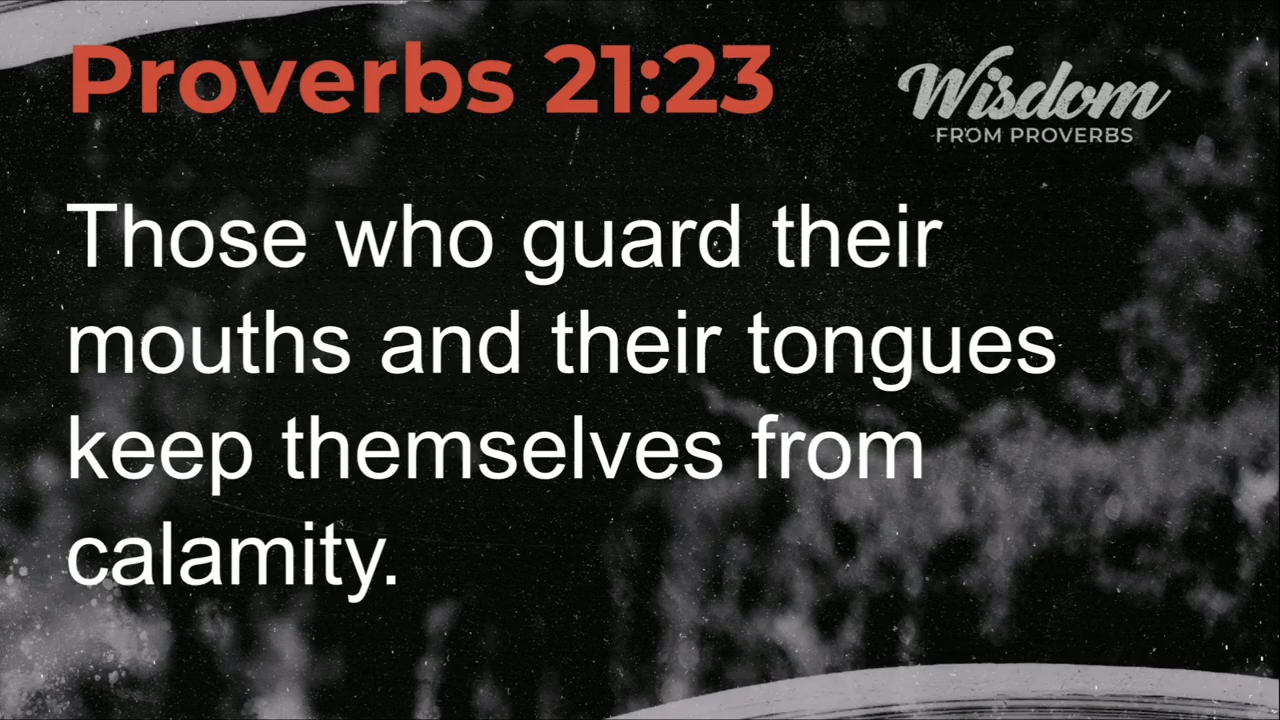 Proverbs 21:23
Wisdom
FROM PROVERBS
Those who guard their
mouths and their tongues
keep themselves from
calamity.